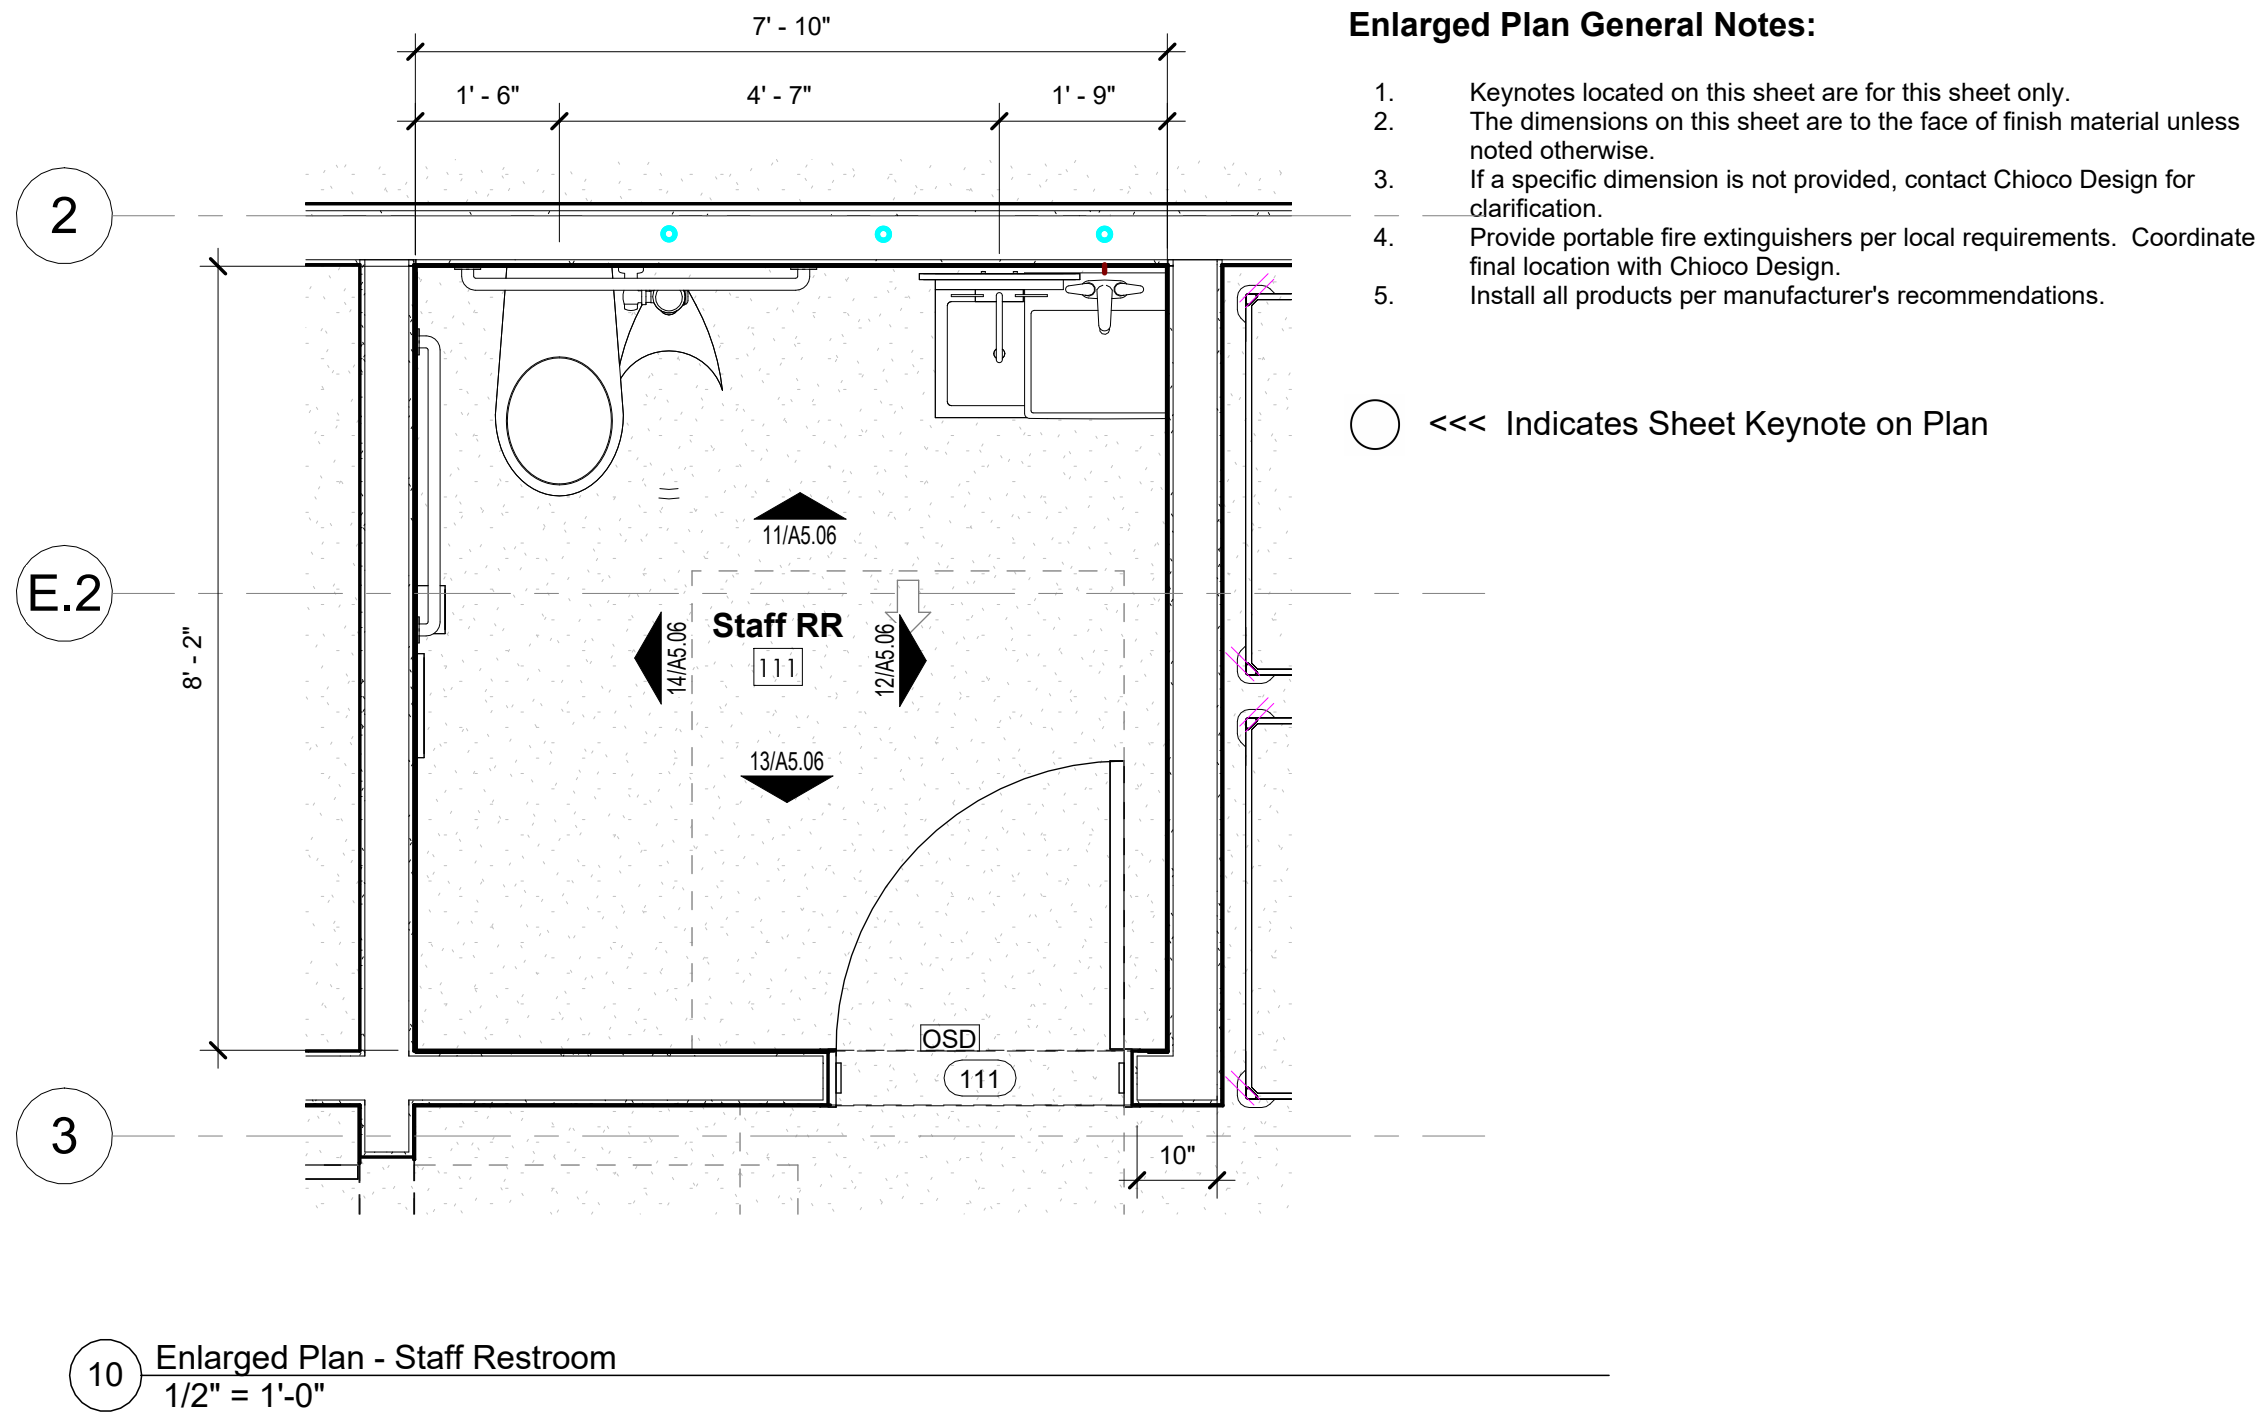 7' - 10"
1' - 6"
4' - 7"
1' - 9"
Enlarged Plan General Notes:
1. Keynotes located on this sheet are for this sheet only.
2. The dimensions on this sheet are to the face of finish material unless
noted otherwise.
3. If a specific dimension is not provided, contact Chioco Design for
clarification.
4. Provide portable fire extinguishers per local requirements. Coordinate
final location with Chioco Design.
5. Install all products per manufacturer's recommendations.
<<< Indicates Sheet Keynote on Plan
2
E.2
3
8' - 2"
11/A5.06
Staff RR
111
14/A5.06
12/A5.06
13/A5.06
OSD
111
10"
10
Enlarged Plan - Staff Restroom
1/2" = 1'-0"